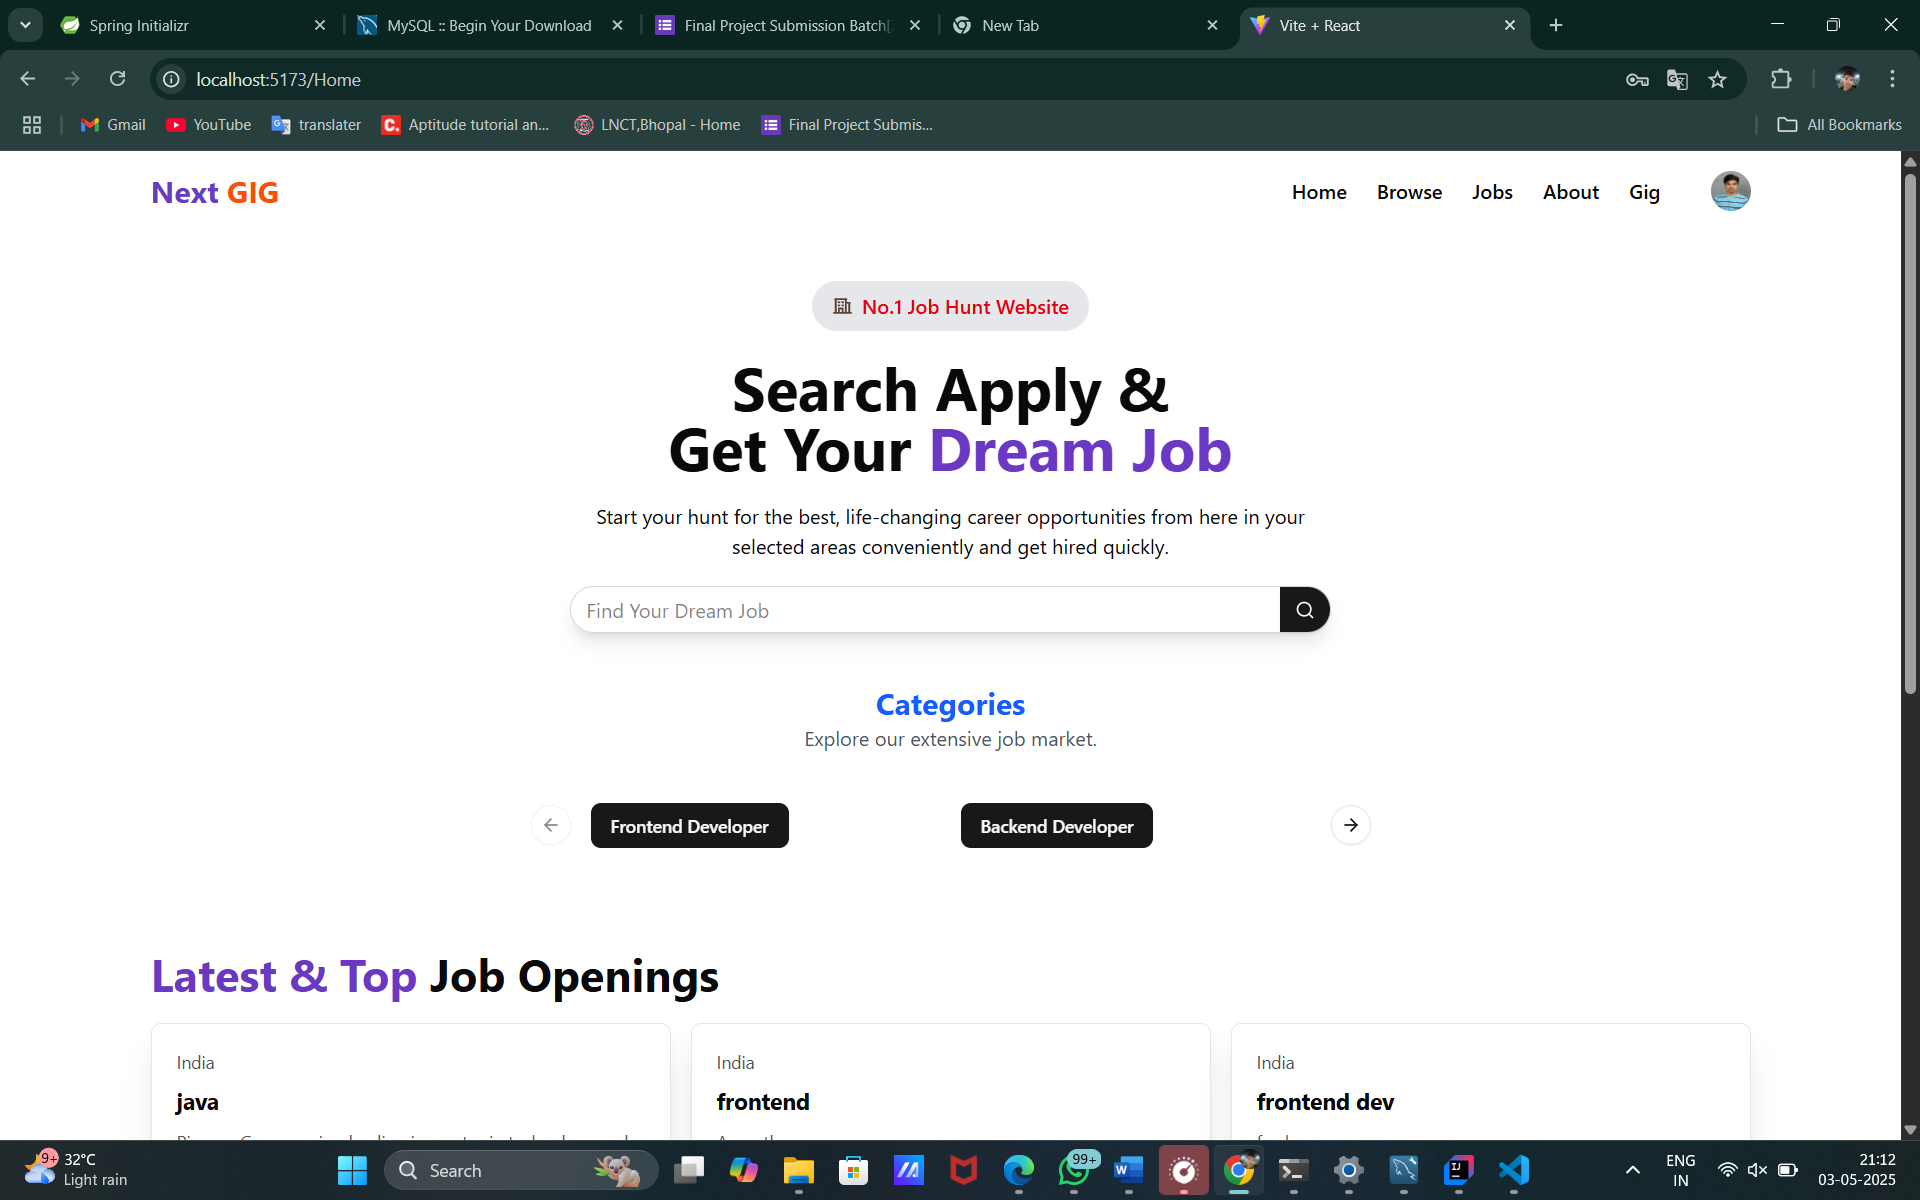 Spring Initializr
MySQL :: Begin Your Download
Final Project Submission Batch[
New Tab
Vite + React
localhost:5173/Home
Gmail
YouTube
translater
Aptitude tutorial an...
LNCT,Bhopal - Home
Final Project Submis...
All Bookmarks
Next GIG
Home
Browse
Jobs
About
Gig
No.1 Job Hunt Website
Search Apply &
Get Your Dream Job
Start your hunt for the best, life-changing career opportunities from here in your
selected areas conveniently and get hired quickly.
Find Your Dream Job
Categories
Explore our extensive job market.
Frontend Developer
Backend Developer
Latest & Top Job Openings
India
java
India
frontend
India
frontend dev
9+
32°C
Light rain
Search
99+
ENG
IN
21:12
03-05-2025